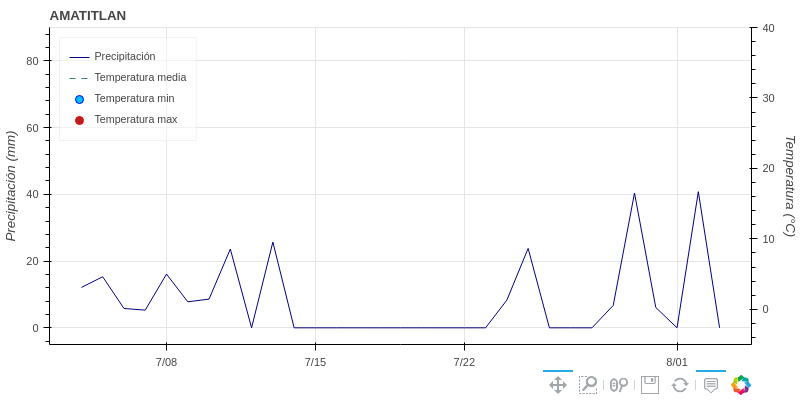 AMATITLAN
Precipitación
Temperatura media
Temperatura min
Temperatura max
Precipitación (mm)
80
60
40
20
0
Temperatura (°C)
40
30
20
10
0
7/08
7/15
7/22
8/01